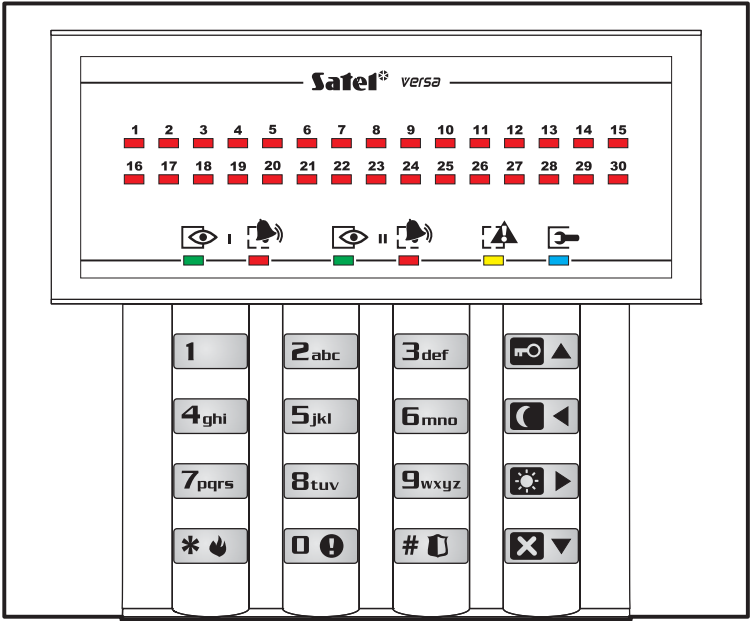 Satel versa
1 2 3 4 5 6 7 8 9 10 11 12 13 14 15
16 17 18 19 20 21 22 23 24 25 26 27 28 29 30
I II
1 2abc 3def
4ghi 5jkl 6mno
7pqrs 8tuv 9wxyz
* 0 #